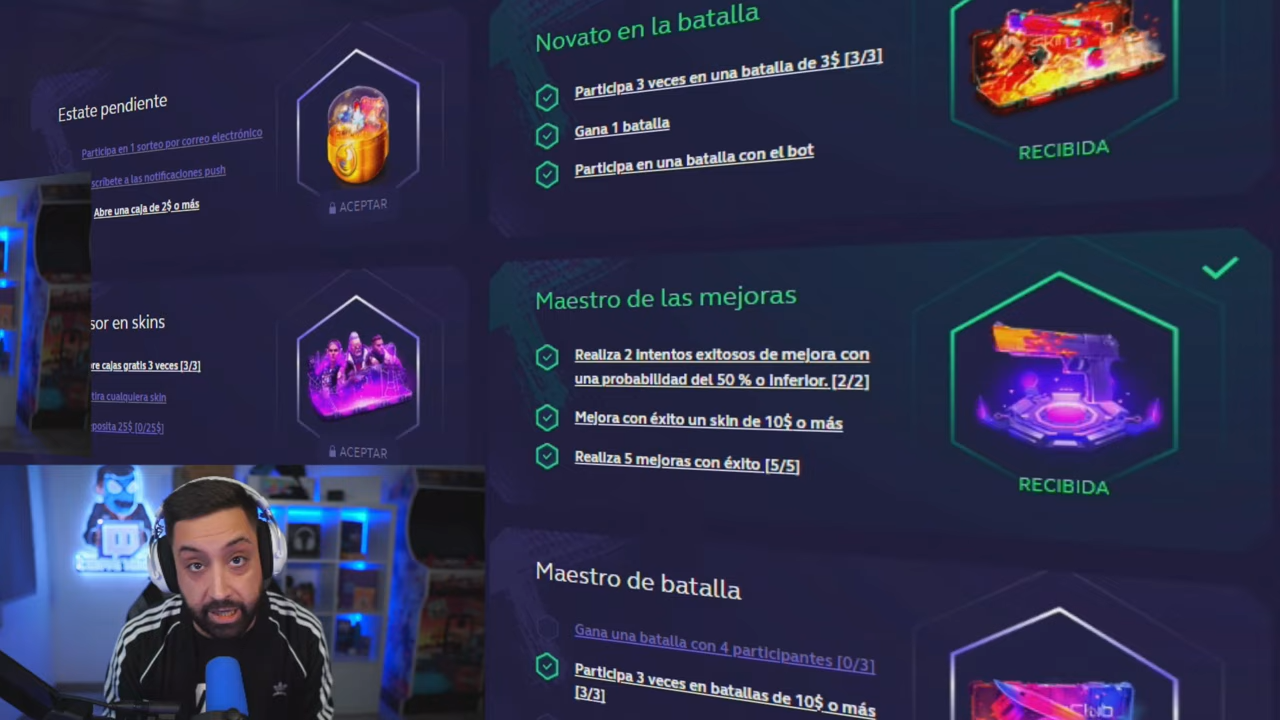 Estate pendiente
Participa en 1 sorteo por correo electrónico
scríbete a las notificaciones push
Abre una caja de 2$ o más
ACEPTAR
sor en skins
re cajas gratis 3 veces [3/3]
tira cualquiera skin
eposita 25$ [0/25$]
ACEPTAR
Novato en la batalla
Participa 3 veces en una batalla de 3$ [3/3]
Gana 1 batalla
Participa en una batalla con el bot
RECIBIDA
Maestro de las mejoras
Realiza 2 intentos exitosos de mejora con
una probabilidad del 50 % o inferior. [2/2]
Mejora con éxito un skin de 10$ o más
Realiza 5 mejoras con éxito [5/5]
RECIBIDA
Maestro de batalla
Gana una batalla con 4 participantes [0/3]
Participa 3 veces en batallas de 10$ o más
[3/3]